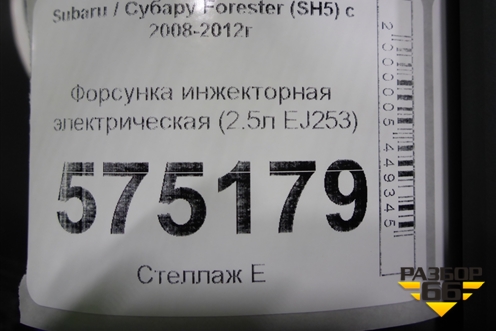 Subaru / Субару Forester (SH5) с
2008-2012г
Форсунка инжекторная
электрическая (2.5л EJ253)
575179
Стеллаж Е
2000005449345
РАЗБОР
66